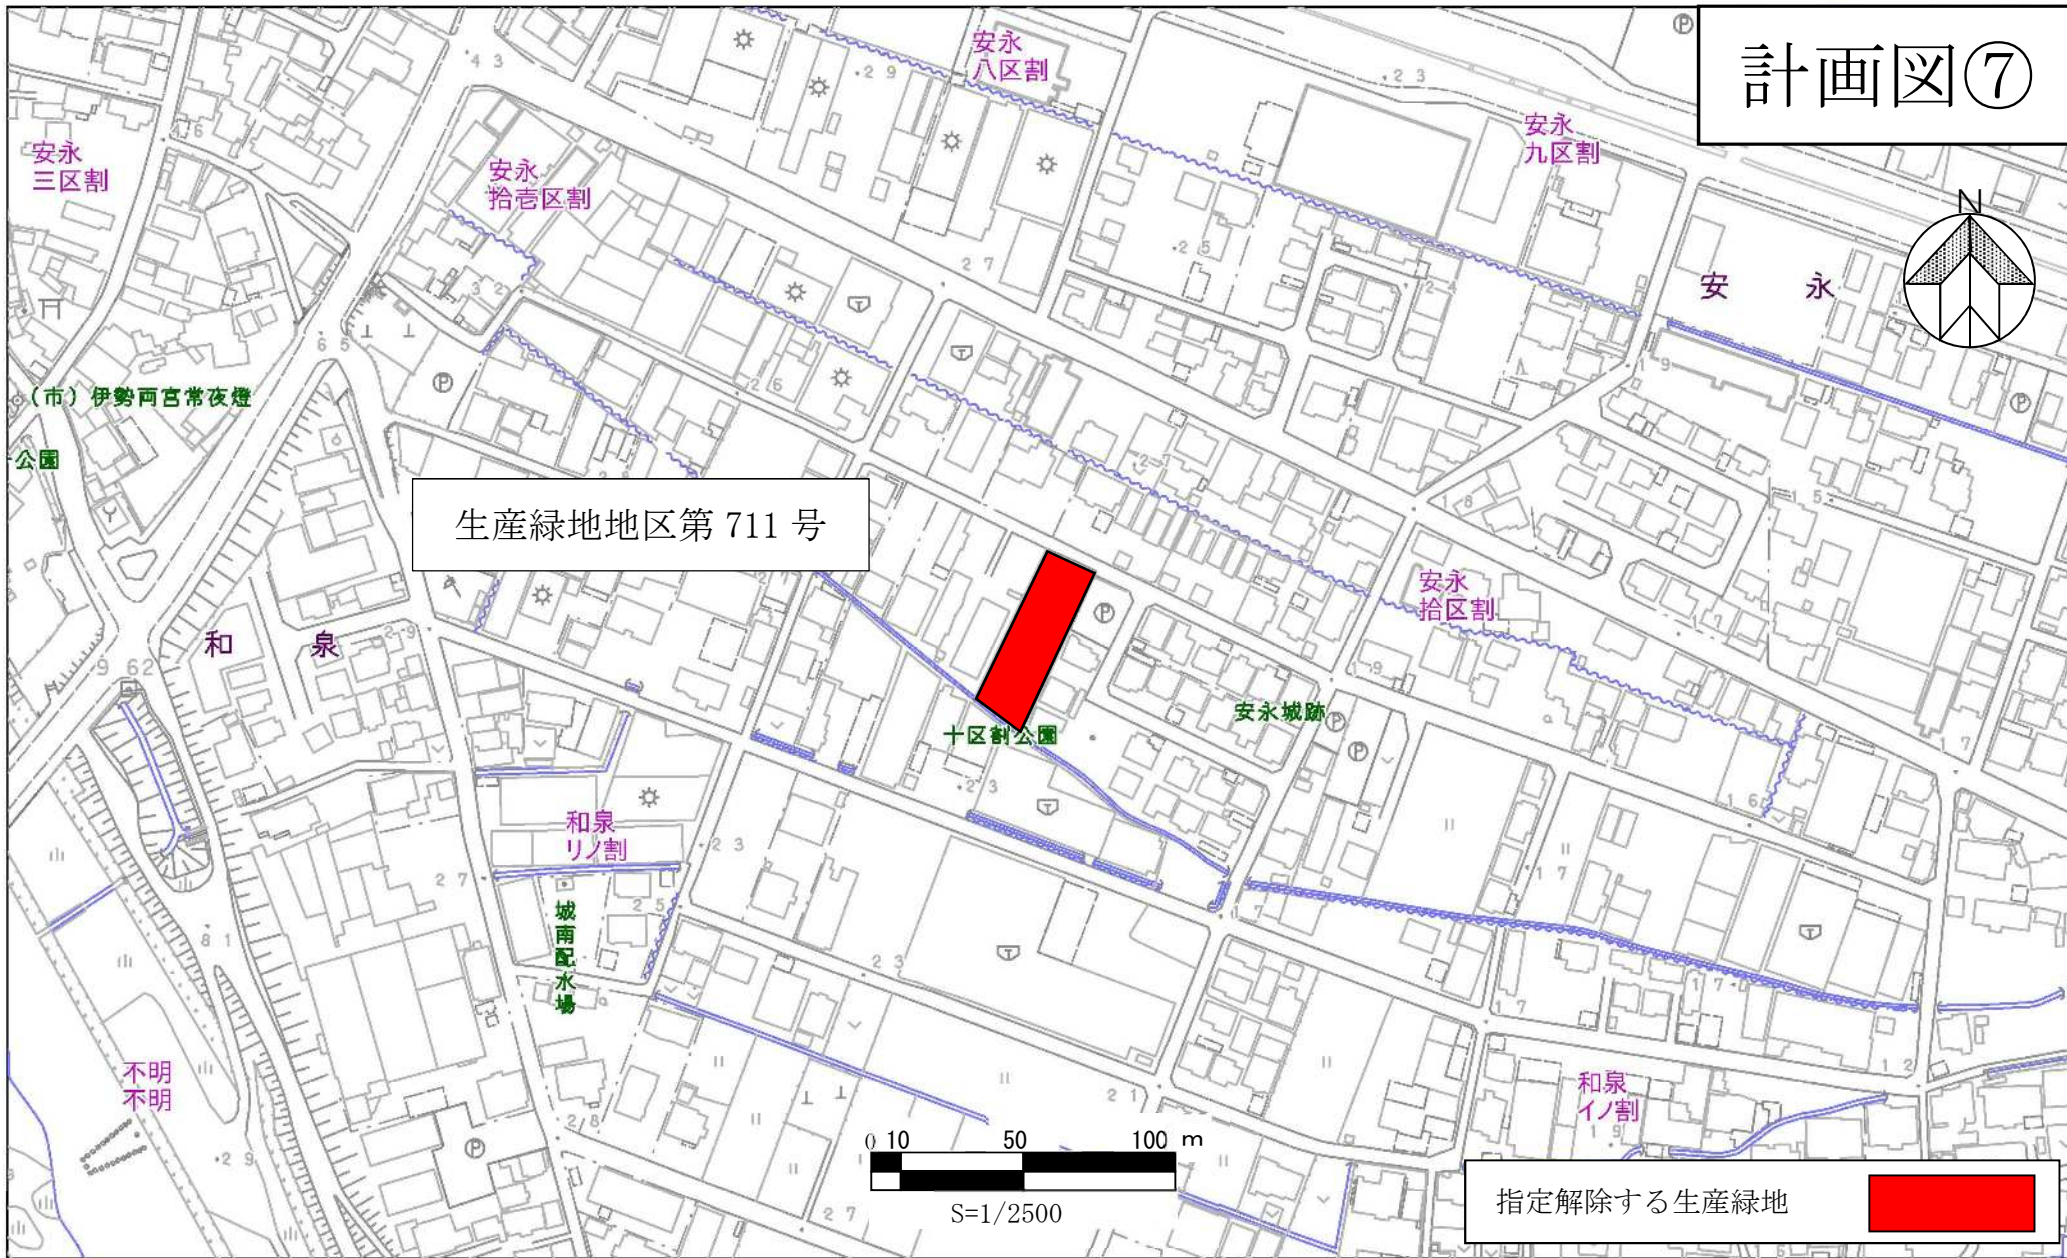 計画図⑦
N
安永
八区割
安永
九区割
安永
三区割
安永
拾壱区割
安　永
(市)伊勢両宮常夜燈
公園
生産緑地地区第 711 号
安永
拾区割
和　泉
安永城跡
十区割公園
和泉
リノ割
城南配水場
不明
不明
和泉
イノ割
0 10 50 100 m
S=1/2500
指定解除する生産緑地